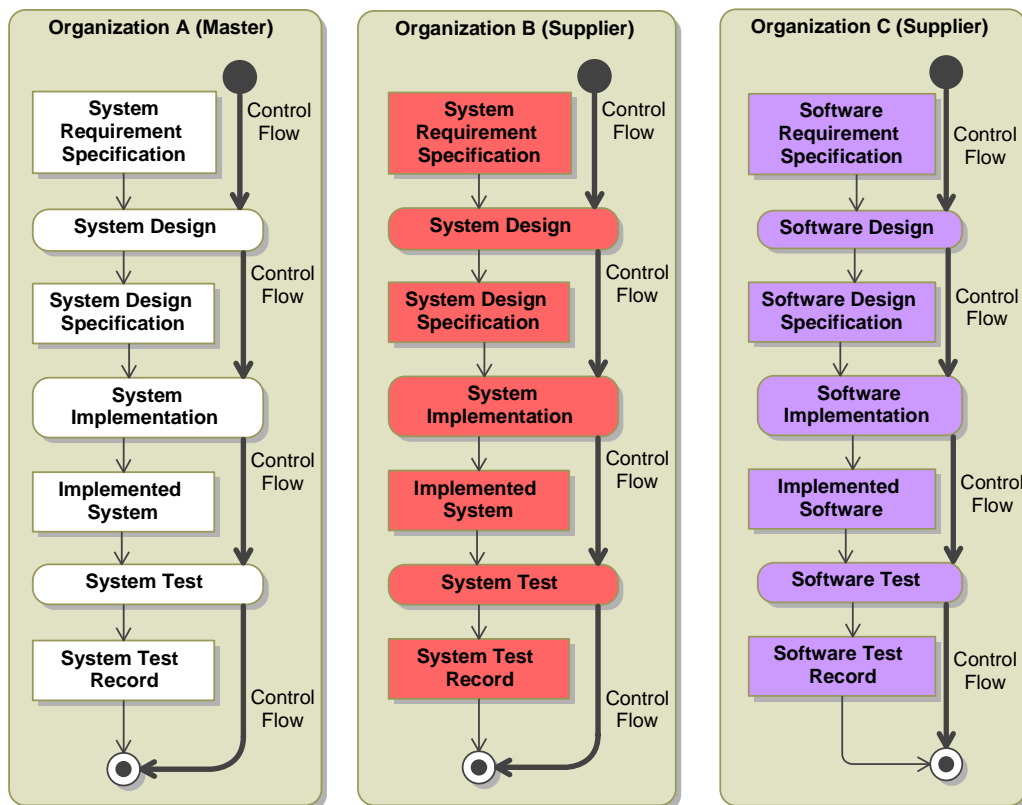 Organization A (Master)
Control
Flow
System
Requirement
Specification
System Design
Control
Flow
System Design
Specification
System
Implementation
Control
Flow
Implemented
System
System Test
System Test
Record
Control
Flow
Organization B (Supplier)
Control
Flow
System
Requirement
Specification
System Design
Control
Flow
System Design
Specification
System
Implementation
Control
Flow
Implemented
System
System Test
System Test
Record
Control
Flow
Organization C (Supplier)
Software
Requirement
Specification
Control
Flow
Software Design
Software Design
Specification
Control
Flow
Software
Implementation
Implemented
Software
Control
Flow
Software Test
Software Test
Record
Control
Flow